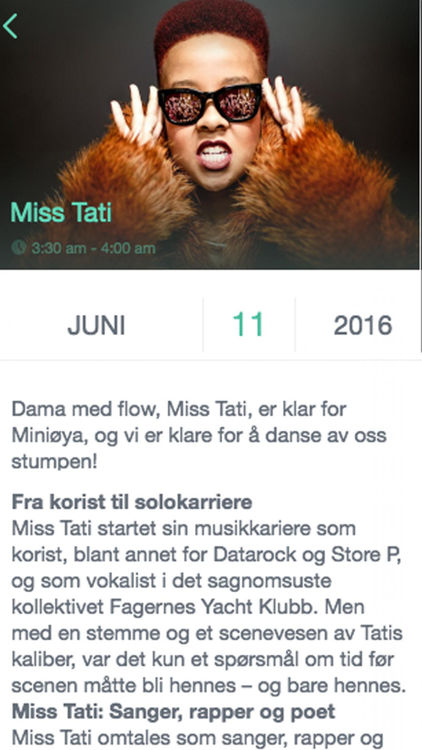 Miss Tati
3:30 am - 4:00 am
JUNI 11 2016
Dama med flow, Miss Tati, er klar for
Miniøya, og vi er klare for å danse av oss
stumpen!
Fra korist til solokarriere
Miss Tati startet sin musikkariere som
korist, blant annet for Datarock og Store P,
og som vokalist i det sagnomsuste
kollektivet Fagernes Yacht Klubb. Men
med en stemme og et scenevesen av Tatis
kaliber, var det kun et spørsmål om tid før
scenen måtte bli hennes – og bare hennes.
Miss Tati: Sanger, rapper og poet
Miss Tati omtales som sanger, rapper og